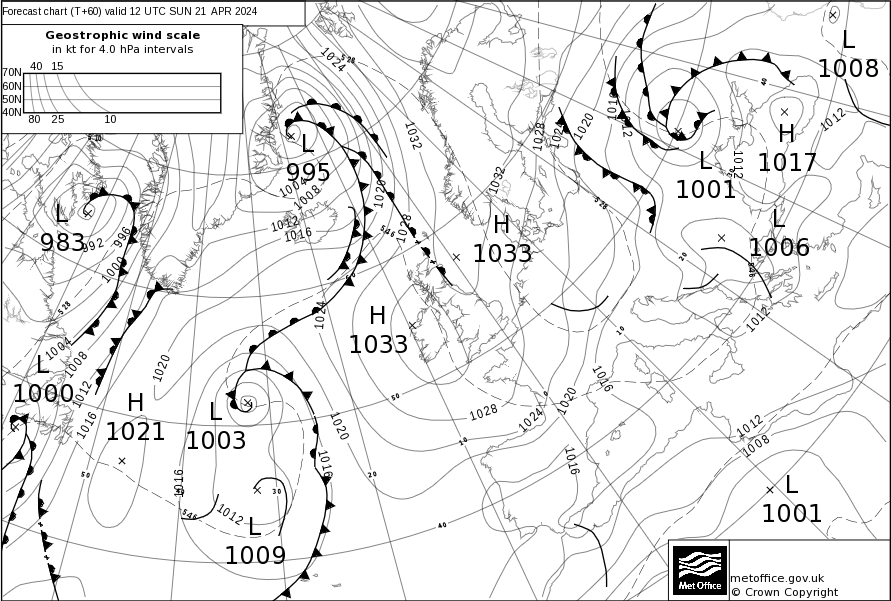 Forecast chart (T+60) valid 12 UTC SUN 21 APR 2024
Geostrophic wind scale
in kt for 4.0 hPa intervals
40 15
70N
60N
50N
40N
80 25 10
1024
528
510
L
1008
1016
1012
1012
H
1017
40
1032
1028
1024
1020
L
995
1004
1008
1012
1016
1020
1028
546
1032
H
1033
528
L
1001
1012
L
1006
20
546
1012
L
983
992
996
1000
528
1004
1008
1012
1016
L
1000
H
1021
1020
1024
H
1033
L
1003
50
1028
1024
1020
1016
10
0
10
1020
1016
20
40
50
1016
546
1012
30
L
1009
1016
1012
1008
L
1001
Met Office
metoffice.gov.uk
© Crown Copyright